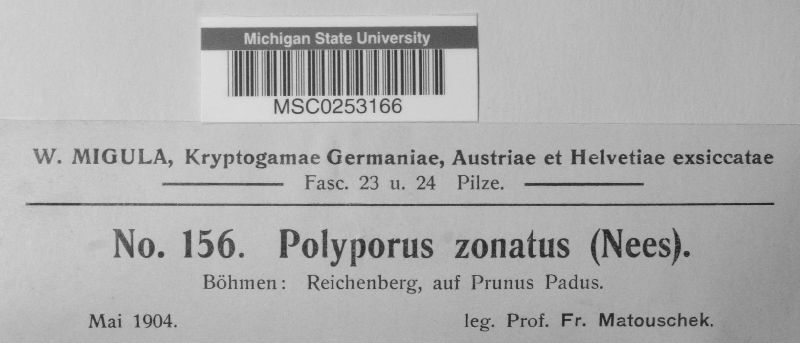 Michigan State University
MSC0253166
W. MIGULA, Kryptogamae Germaniae, Austriae et Helvetiae exsiccatae
Fasc. 23 u. 24 Pilze.
No. 156. Polyporus zonatus (Nees).
Böhmen: Reichenberg, auf Prunus Padus.
Mai 1904. leg. Prof. Fr. Matouschek.